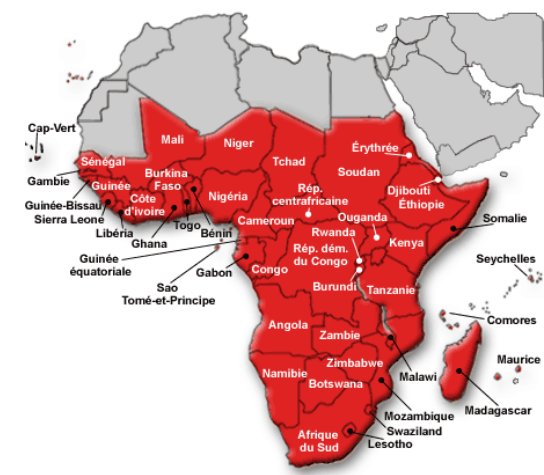 Cap-Vert
Mali
Niger
Tchad
Érythrée
Soudan
Sénégal
Gambie
Guinée
Burkina
Faso
Djibouti
Éthiopie
Guinée-Bissau
Sierra Leone
Côte
d'ivoire
Nigéria
Rép.
centrafricaine
Libéria
Ghana
Togo
Bénin
Cameroun
Ouganda
Somalie
Rwanda
Kenya
Guinée
équatoriale
Rép. dém.
du Congo
Seychelles
Gabon
Congo
Sao
Tomé-et-Principe
Burundi
Tanzanie
Comores
Angola
Zambie
Malawi
Maurice
Zimbabwe
Namibie
Botswana
Madagascar
Mozambique
Swaziland
Afrique
du Sud
Lesotho